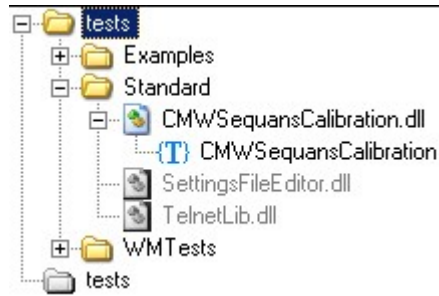 tests
Examples
Standard
CMWSequansCalibration.dll
{T} CMWSequansCalibration
SettingsFileEditor.dll
TelnetLib.dll
WMTests
tests